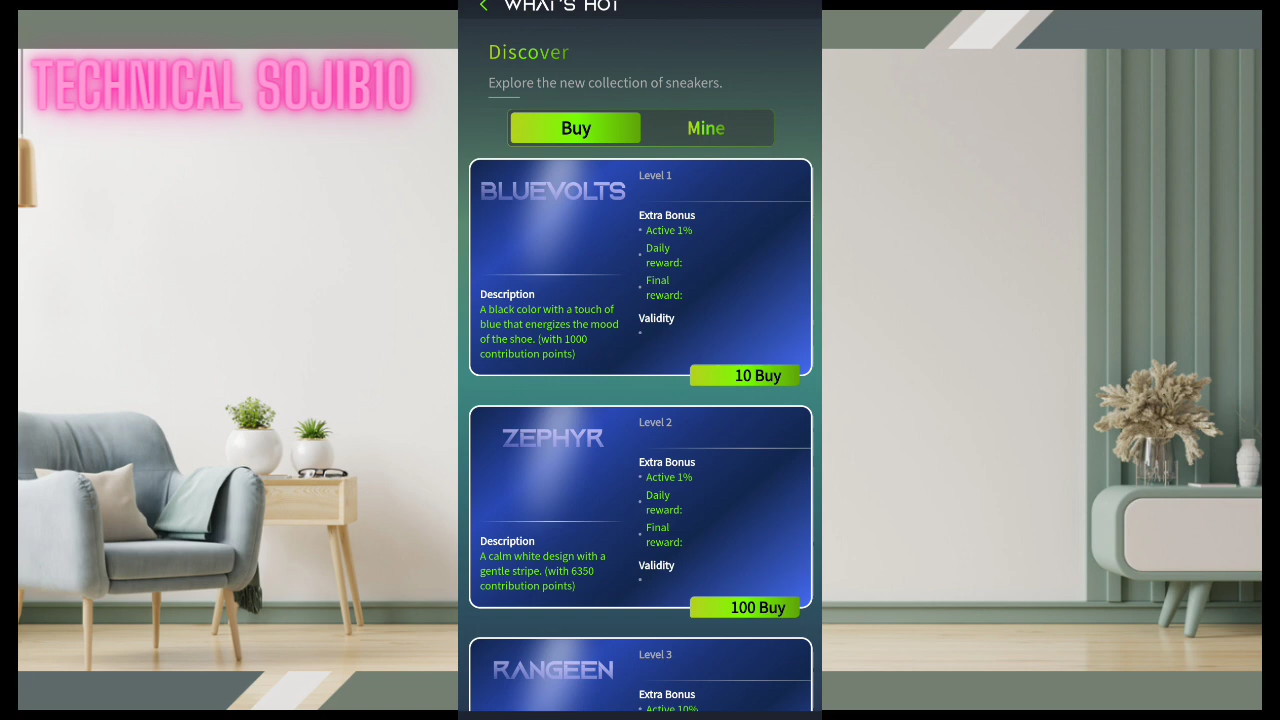 WHAT'S HOT
TECHNICAL SOJIB10
Discover
Explore the new collection of sneakers.
Buy
Mine
BLUEVOLTS
Level 1
Extra Bonus
Active 1%
Daily
reward:
Final
reward:
Validity
Description
A black color with a touch of
blue that energizes the mood
of the shoe. (with 1000
contribution points)
10 Buy
ZEPHYR
Level 2
Extra Bonus
Active 1%
Daily
reward:
Final
reward:
Validity
Description
A calm white design with a
gentle stripe. (with 6350
contribution points)
100 Buy
RANGEEN
Level 3
Extra Bonus
Active 10%